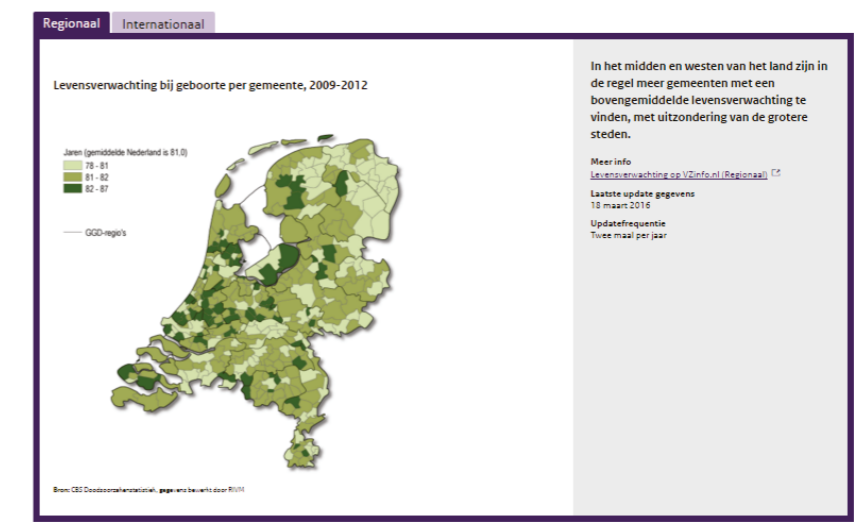 Regionaal
Internationaal
Levensverwachting bij geboorte per gemeente, 2009-2012
Jaren (gemiddelde Nederland is 81,0)
78 - 81
81 - 82
82 - 87
GGD-regio's
Bron: CBS Doodsoorzakenstatistiek, gegevens bewerkt door RIVM
In het midden en westen van het land zijn in
de regel meer gemeenten met een
bovengemiddelde levensverwachting te
vinden, met uitzondering van de grotere
steden.
Meer info
Levensverwachting op VZinfo.nl (Regionaal)
Laatste update gegevens
18 maart 2016
Updatefrequentie
Twee maal per jaar